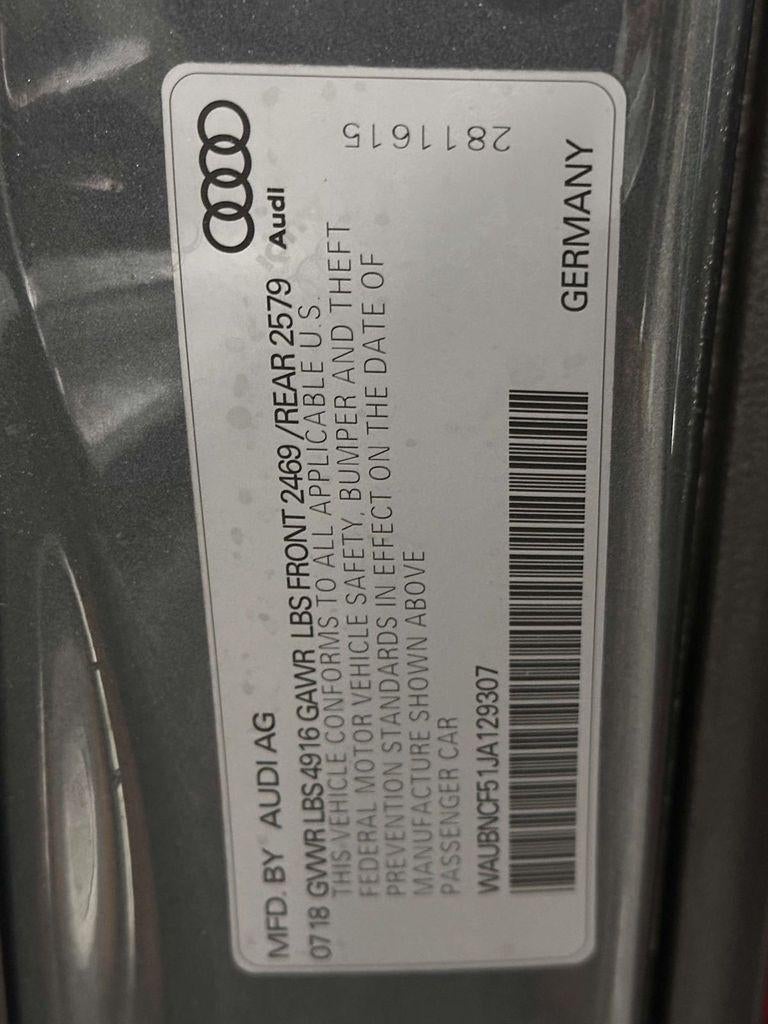 MFD. BY AUDI AG
Audi
0718 GVWR LBS 4916 GAWR LBS FRONT 2469 /REAR 2579
THIS VEHICLE CONFORMS TO ALL APPLICABLE U.S.
FEDERAL MOTOR VEHICLE SAFETY, BUMPER AND THEFT
PREVENTION STANDARDS IN EFFECT ON THE DATE OF
MANUFACTURE SHOWN ABOVE
PASSENGER CAR
WAUBNCF51JA129307
GERMANY
2811615